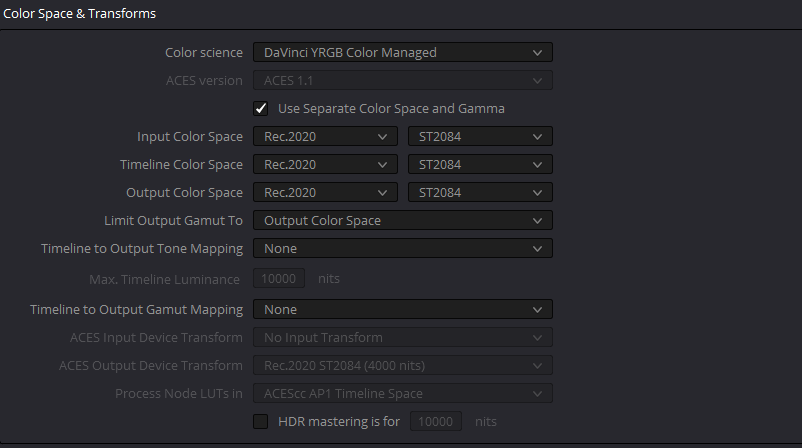 Color Space & Transforms
Color science DaVinci YRGB Color Managed
ACES version ACES 1.1
Use Separate Color Space and Gamma
Input Color Space Rec.2020 ST2084
Timeline Color Space Rec.2020 ST2084
Output Color Space Rec.2020 ST2084
Limit Output Gamut To Output Color Space
Timeline to Output Tone Mapping None
Max. Timeline Luminance 10000 nits
Timeline to Output Gamut Mapping None
ACES Input Device Transform No Input Transform
ACES Output Device Transform Rec.2020 ST2084 (4000 nits)
Process Node LUTs in ACEScc AP1 Timeline Space
HDR mastering is for 10000 nits